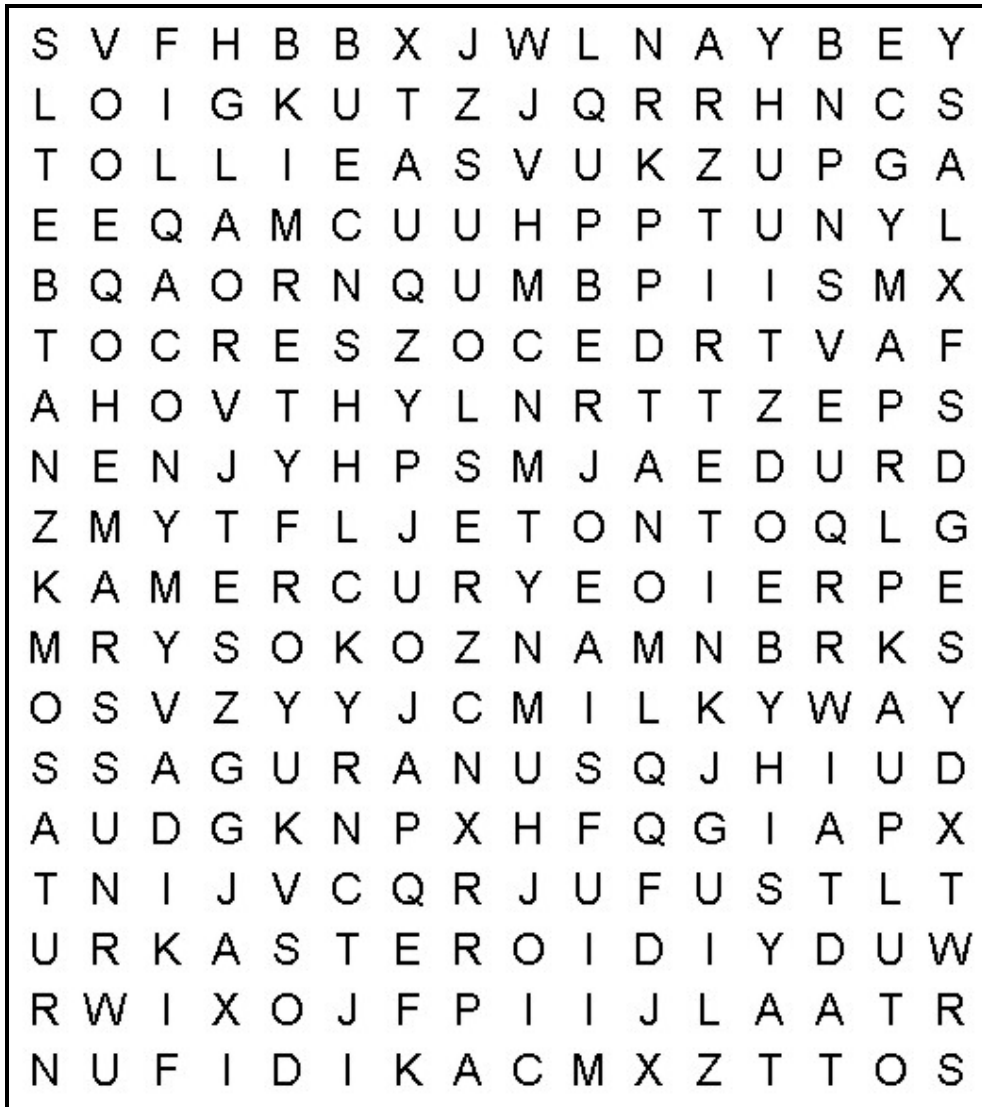 S V F H B B X J W L N A Y B E Y
L O I G K U T Z J Q R R H N C S
T O L L I E A S V U K Z U P G A
E E Q A M C U U H P P T U N Y L
B Q A O R N Q U M B P I I S M X
T O C R E S Z O C E D R T V A F
A H O V T H Y L N R T T Z E P S
N E N J Y H P S M J A E D U R D
Z M Y T F L J E T O N T O Q L G
K A M E R C U R Y E O I E R P E
M R Y S O K O Z N A M N B R K S
O S V Z Y Y J C M I L K Y W A Y
S S A G U R A N U S Q J H I U D
A U D G K N P X H F Q G I A P X
T N I J V C Q R J U F U S T L T
U R K A S T E R O I D I Y D U W
R W I X O J F P I I J L A A T R
N U F I D I K A C M X Z T T O S